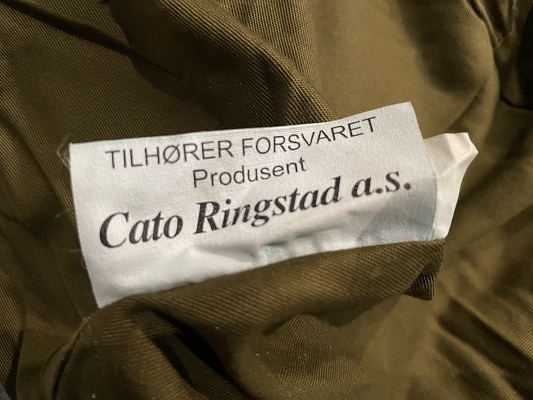 TILHØRER FORSVARET
Produsent
Cato Ringstad a.s.